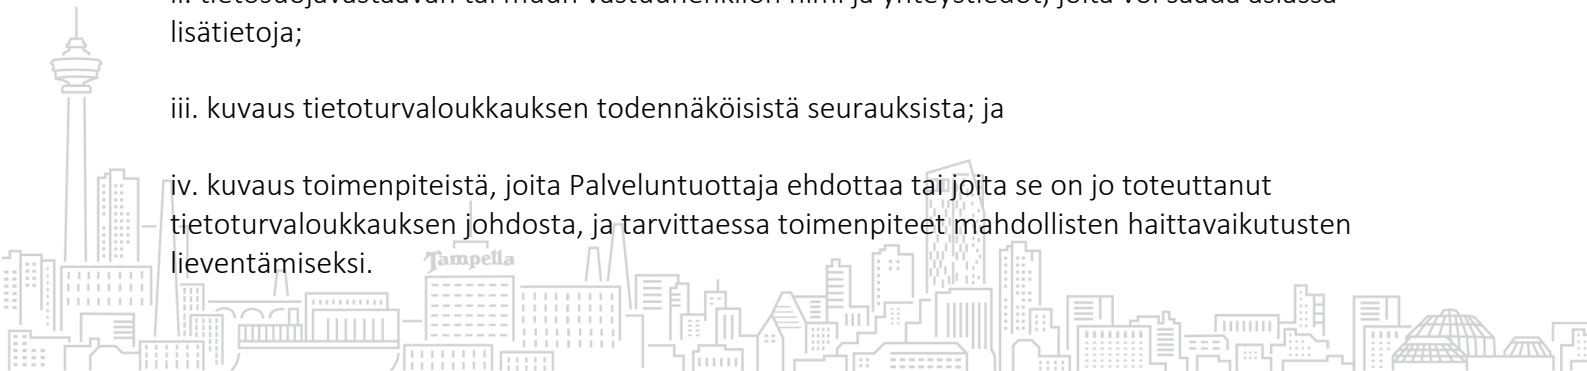 lisätietoja;
iii. kuvaus tietoturvaloukkauksen todennäköisistä seurauksista; ja
iv. kuvaus toimenpiteistä, joita Palveluntuottaja ehdottaa tai joita se on jo toteuttanut
tietoturvaloukkauksen johdosta, ja tarvittaessa toimenpiteet mahdollisten haittavaikutusten
lieventämiseksi.
Tampella